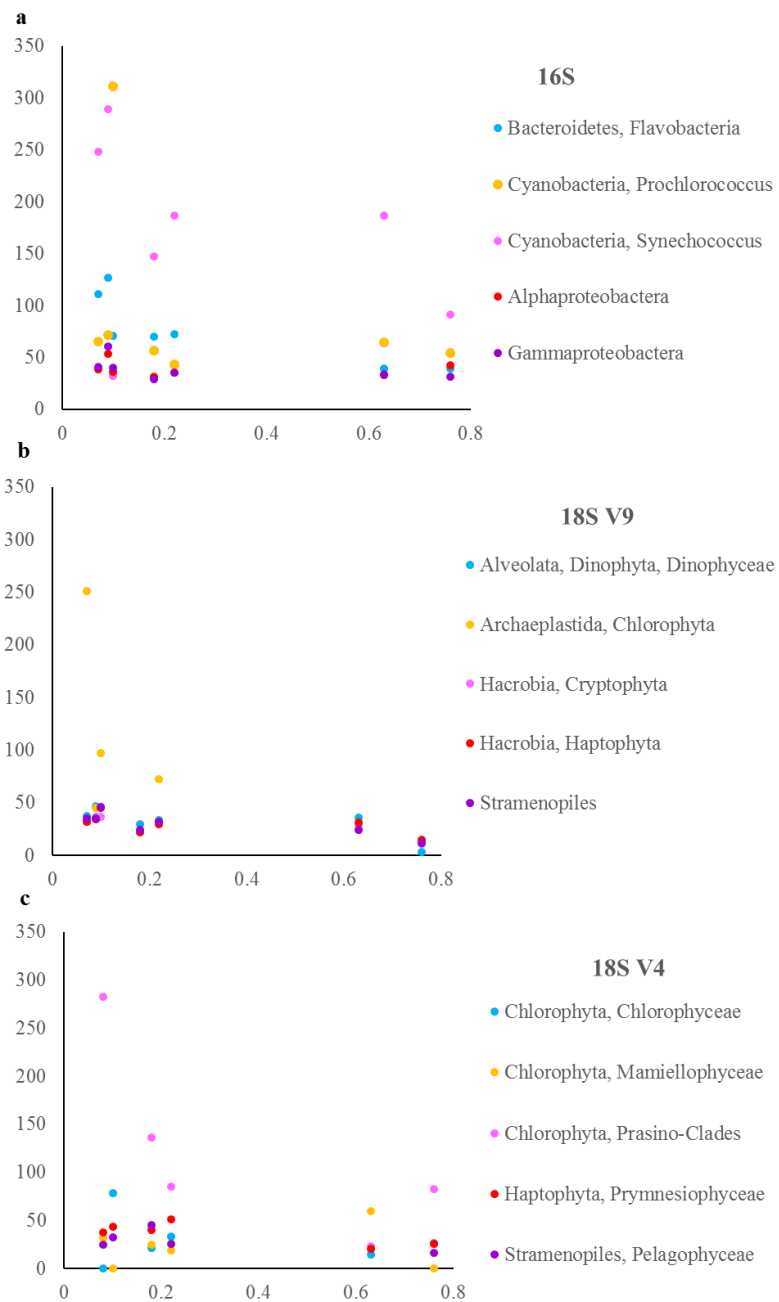 a
350
300
250
200
150
100
50
0
0
0.2
0.4
0.6
0.8
16S
Bacteroidetes, Flavobacteria
Cyanobacteria, Prochlorococcus
Cyanobacteria, Synechococcus
Alphaproteobactera
Gammaproteobactera
b
350
300
250
200
150
100
50
0
0
0.2
0.4
0.6
0.8
18S V9
Alveolata, Dinophyta, Dinophyceae
Archaeplastida, Chlorophyta
Hacrobia, Cryptophyta
Hacrobia, Haptophyta
Stramenopiles
c
350
300
250
200
150
100
50
0
0
0.2
0.4
0.6
0.8
18S V4
Chlorophyta, Chlorophyceae
Chlorophyta, Mamiellophyceae
Chlorophyta, Prasino-Clades
Haptophyta, Prymnesiophyceae
Stramenopiles, Pelagophyceae